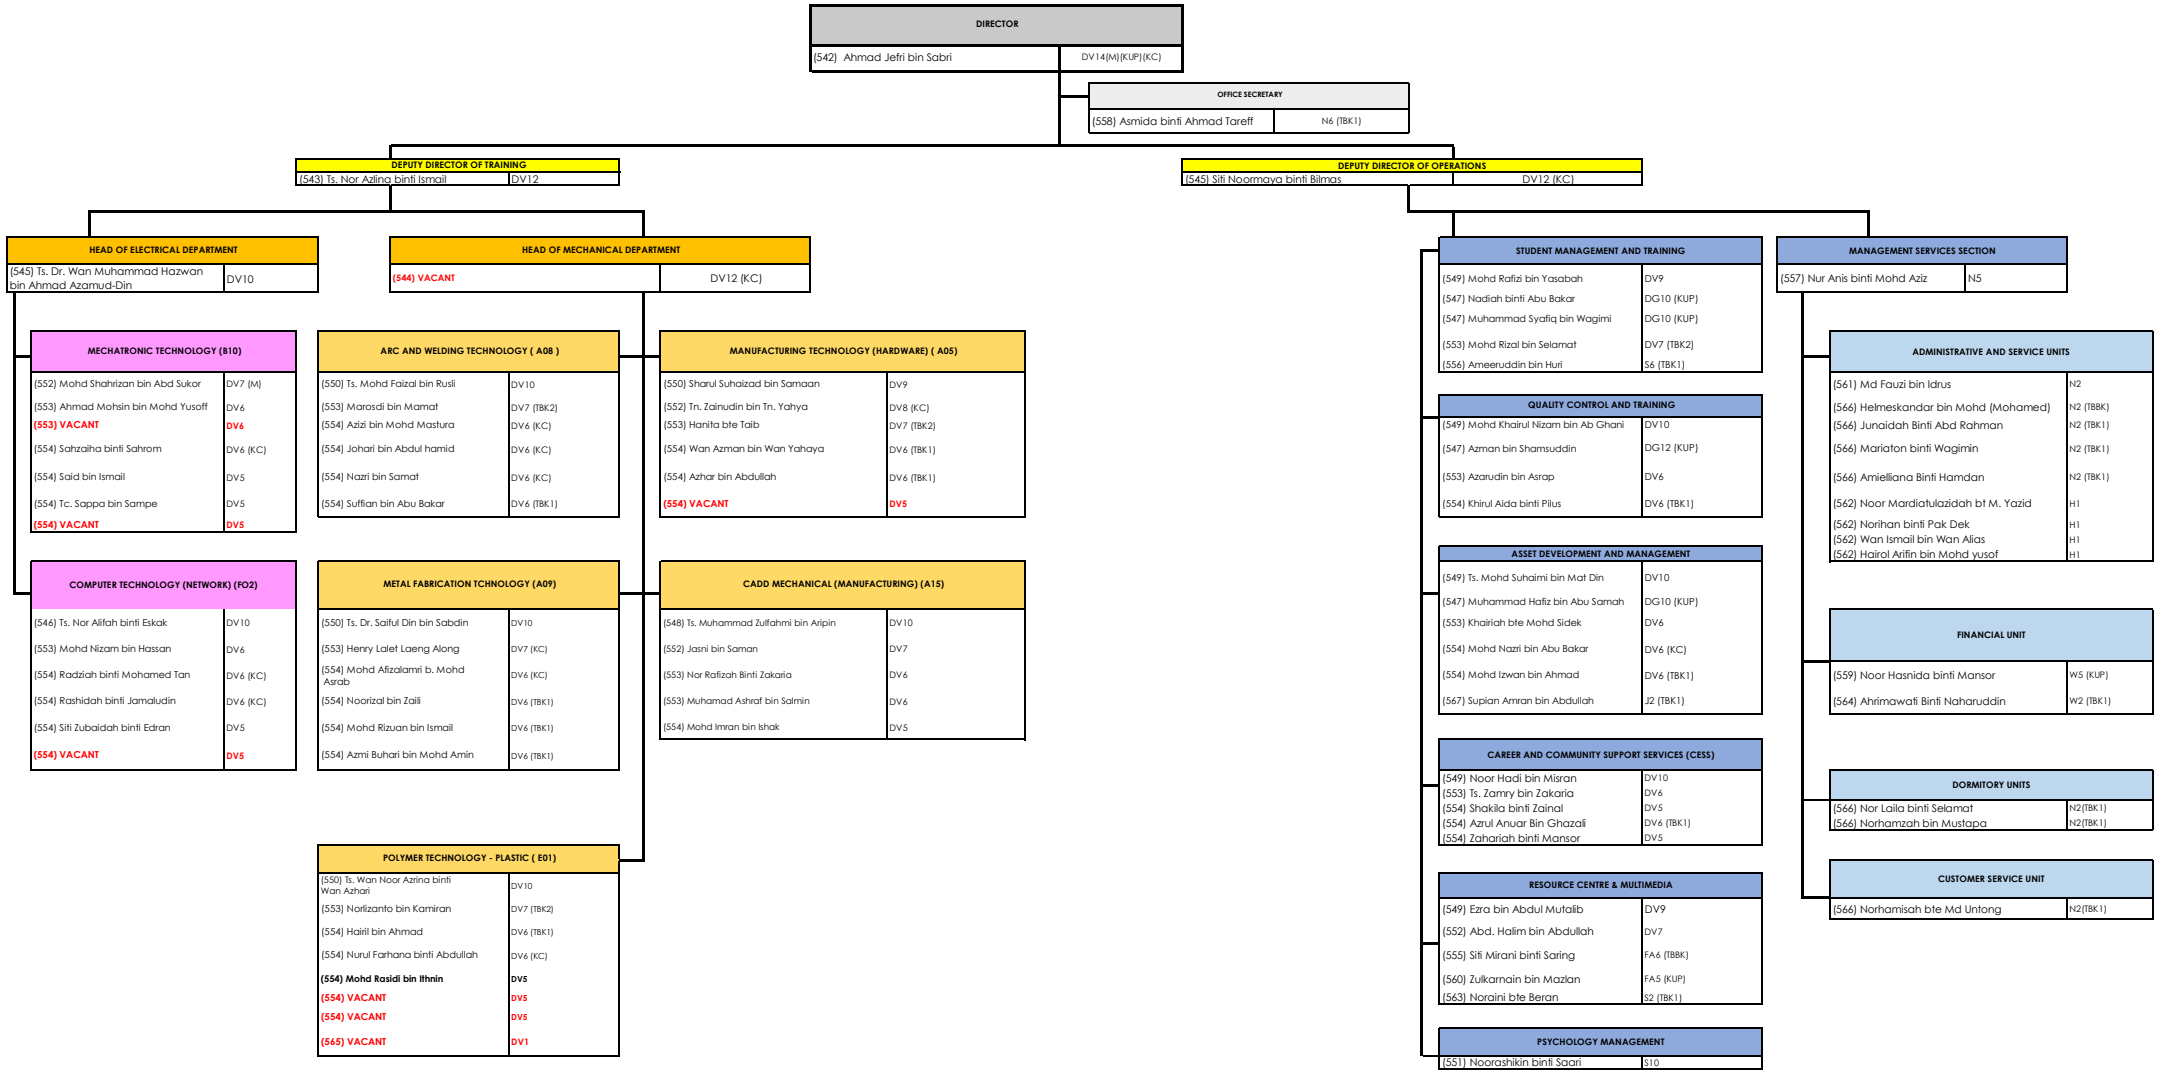 DIRECTOR
(542) Ahmad Jefri bin Sabri DV14(M)(KUP)(KC)
OFFICE SECRETARY
(558) Asmida binti Ahmad Tareff N6 (TBK1)
DEPUTY DIRECTOR OF TRAINING
(543) Ts. Nor Azlina binti Ismail DV12
DEPUTY DIRECTOR OF OPERATIONS
(545) Siti Noormaya binti Bilmas DV12 (KC)
HEAD OF ELECTRICAL DEPARTMENT
(545) Ts. Dr. Wan Muhammad Hazwan
bin Ahmad Azamud-Din DV10
HEAD OF MECHANICAL DEPARTMENT
(544) VACANT DV12 (KC)
MECHATRONIC TECHNOLOGY (B10)
(552) Mohd Shahrizan bin Abd Sukor DV7 (M)
(553) Ahmad Mohsin bin Mohd Yusoff DV6
(553) VACANT DV6
(554) Sahzaiha binti Sahrom DV6 (KC)
(554) Said bin Ismail DV5
(554) Tc. Sappa bin Sampe DV5
(554) VACANT DV5
COMPUTER TECHNOLOGY (NETWORK) (FO2)
(546) Ts. Nor Alifah binti Eskak DV10
(553) Mohd Nizam bin Hassan DV6
(554) Radziah binti Mohamed Tan DV6 (KC)
(554) Rashidah binti Jamaludin DV6 (KC)
(554) Siti Zubaidah binti Edran DV5
(554) VACANT DV5
ARC AND WELDING TECHNOLOGY ( A08 )
(550) Ts. Mohd Faizal bin Rusli DV10
(553) Marosdi bin Mamat DV7 (TBK2)
(554) Azizi bin Mohd Mastura DV6 (KC)
(554) Johari bin Abdul hamid DV6 (KC)
(554) Nazri bin Samat DV6 (KC)
(554) Suffian bin Abu Bakar DV6 (TBK1)
METAL FABRICATION TCHNOLOGY (A09)
(550) Ts. Dr. Saiful Din bin Sabdin DV10
(553) Henry Lalet Laeng Along DV7 (KC)
(554) Mohd Afizalamri b. Mohd
Asrab DV6 (KC)
(554) Noorizal bin Zaili DV6 (TBK1)
(554) Mohd Rizuan bin Ismail DV6 (TBK1)
(554) Azmi Buhari bin Mohd Amin DV6 (TBK1)
POLYMER TECHNOLOGY - PLASTIC ( E01)
(550) Ts. Wan Noor Azrina binti
Wan Azhari DV10
(553) Norlizanto bin Kamiran DV7 (TBK2)
(554) Hairil bin Ahmad DV6 (TBK1)
(554) Nurul Farhana binti Abdullah DV6 (KC)
(554) Mohd Rasidi bin Ithnin DV5
(554) VACANT DV5
(554) VACANT DV5
(565) VACANT DV1
MANUFACTURING TECHNOLOGY (HARDWARE) ( A05)
(550) Sharul Suhaizad bin Samaan DV9
(552) Tn. Zainudin bin Tn. Yahya DV8 (KC)
(553) Hanita bte Taib DV7 (TBK2)
(554) Wan Azman bin Wan Yahaya DV6 (TBK1)
(554) Azhar bin Abdullah DV6 (TBK1)
(554) VACANT DV5
CADD MECHANICAL (MANUFACTURING) (A15)
(548) Ts. Muhammad Zulfahmi bin Aripin DV10
(552) Jasni bin Saman DV7
(553) Nor Rafizah Binti Zakaria DV6
(553) Muhamad Ashraf bin Salmin DV6
(554) Mohd Imran bin Ishak DV5
STUDENT MANAGEMENT AND TRAINING
(549) Mohd Rafizi bin Yasabah DV9
(547) Nadiah binti Abu Bakar DG10 (KUP)
(547) Muhammad Syafiq bin Wagimi DG10 (KUP)
(553) Mohd Rizal bin Selamat DV7 (TBK2)
(556) Ameeruddin bin Huri S6 (TBK1)
QUALITY CONTROL AND TRAINING
(549) Mohd Khairul Nizam bin Ab Ghani DV10
(547) Azman bin Shamsuddin DG12 (KUP)
(553) Azarudin bin Asrap DV6
(554) Khirul Aida binti Pilus DV6 (TBK1)
ASSET DEVELOPMENT AND MANAGEMENT
(549) Ts. Mohd Suhaimi bin Mat Din DV10
(547) Muhammad Hafiz bin Abu Samah DG10 (KUP)
(553) Khairiah bte Mohd Sidek DV6
(554) Mohd Nazri bin Abu Bakar DV6 (KC)
(554) Mohd Izwan bin Ahmad DV6 (TBK1)
(567) Supian Amran bin Abdullah J2 (TBK1)
CAREER AND COMMUNITY SUPPORT SERVICES (CESS)
(549) Noor Hadi bin Misran DV10
(553) Ts. Zamry bin Zakaria DV6
(554) Shakila binti Zainal DV5
(554) Azrul Anuar Bin Ghazali DV6 (TBK1)
(554) Zahariah binti Mansor DV5
RESOURCE CENTRE & MULTIMEDIA
(549) Ezra bin Abdul Mutalib DV9
(552) Abd. Halim bin Abdullah DV7
(555) Siti Mirani binti Saring FA6 (TBBK)
(560) Zulkarnain bin Mazlan FA5 (KUP)
(563) Noraini bte Beran S2 (TBK1)
PSYCHOLOGY MANAGEMENT
(551) Noorashikin binti Saari S10
MANAGEMENT SERVICES SECTION
(557) Nur Anis binti Mohd Aziz N5
ADMINISTRATIVE AND SERVICE UNITS
(561) Md Fauzi bin Idrus N2
(566) Helmeskandar bin Mohd (Mohamed) N2 (TBBK)
(566) Junaidah Binti Abd Rahman N2 (TBK1)
(566) Mariaton binti Wagimin N2 (TBK1)
(566) Amielliana Binti Hamdan N2 (TBK1)
(562) Noor Mardiatulazidah bt M. Yazid H1
(562) Norihan binti Pak Dek H1
(562) Wan Ismail bin Wan Alias H1
(562) Hairol Arifin bin Mohd yusof H1
FINANCIAL UNIT
(559) Noor Hasnida binti Mansor W5 (KUP)
(564) Ahrimawati Binti Naharuddin W2 (TBK1)
DORMITORY UNITS
(566) Nor Laila binti Selamat N2(TBK1)
(566) Norhamzah bin Mustapa N2(TBK1)
CUSTOMER SERVICE UNIT
(566) Norhamisah bte Md Untong N2(TBK1)